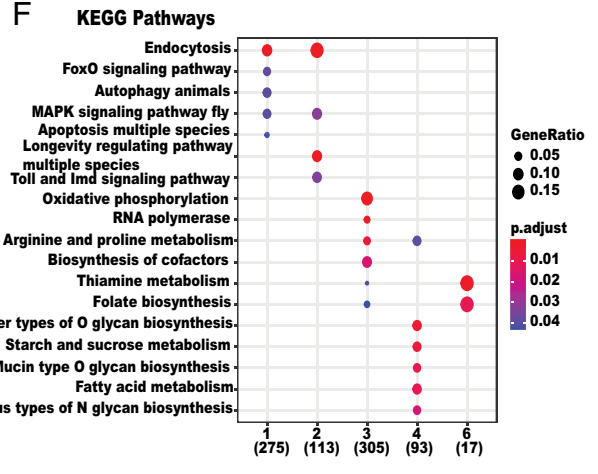 F
KEGG Pathways
Endocytosis
FoxO signaling pathway
Autophagy animals
MAPK signaling pathway fly
Apoptosis multiple species
Longevity regulating pathway
multiple species
Toll and Imd signaling pathway
Oxidative phosphorylation
RNA polymerase
Arginine and proline metabolism
Biosynthesis of cofactors
Thiamine metabolism
Folate biosynthesis
types of O glycan biosynthesis
Starch and sucrose metabolism
type O glycan biosynthesis
Fatty acid metabolism
types of N glycan biosynthesis
1 2 3 4 6
(275) (113) (305) (93) (17)
GeneRatio
0.05
0.10
0.15
p.adjust
0.01
0.02
0.03
0.04